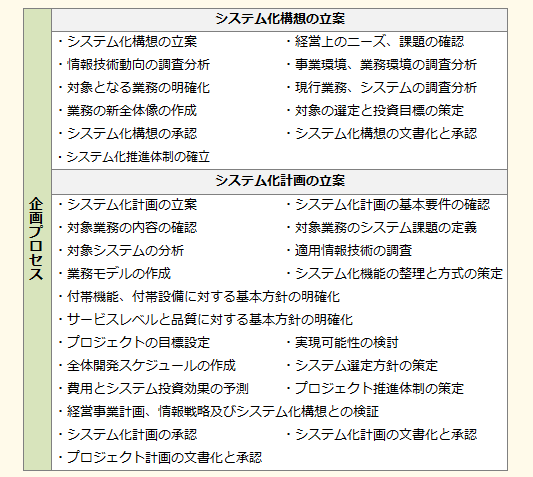 企画プロセス
システム化構想の立案
・システム化構想の立案 ・経営上のニーズ、課題の確認
・情報技術動向の調査分析 ・事業環境、業務環境の調査分析
・対象となる業務の明確化 ・現行業務、システムの調査分析
・業務の新全体像の作成 ・対象の選定と投資目標の策定
・システム化構想の承認 ・システム化構想の文書化と承認
・システム化推進体制の確立
システム化計画の立案
・システム化計画の立案 ・システム化計画の基本要件の確認
・対象業務の内容の確認 ・対象業務のシステム課題の定義
・対象システムの分析 ・適用情報技術の調査
・業務モデルの作成 ・システム化機能の整理と方式の策定
・付帯機能、付帯設備に対する基本方針の明確化
・サービスレベルと品質に対する基本方針の明確化
・プロジェクトの目標設定 ・実現可能性の検討
・全体開発スケジュールの作成 ・システム選定方針の策定
・費用とシステム投資効果の予測 ・プロジェクト推進体制の策定
・経営事業計画、情報戦略及びシステム化構想との検証
・システム化計画の承認 ・システム化計画の文書化と承認
・プロジェクト計画の文書化と承認